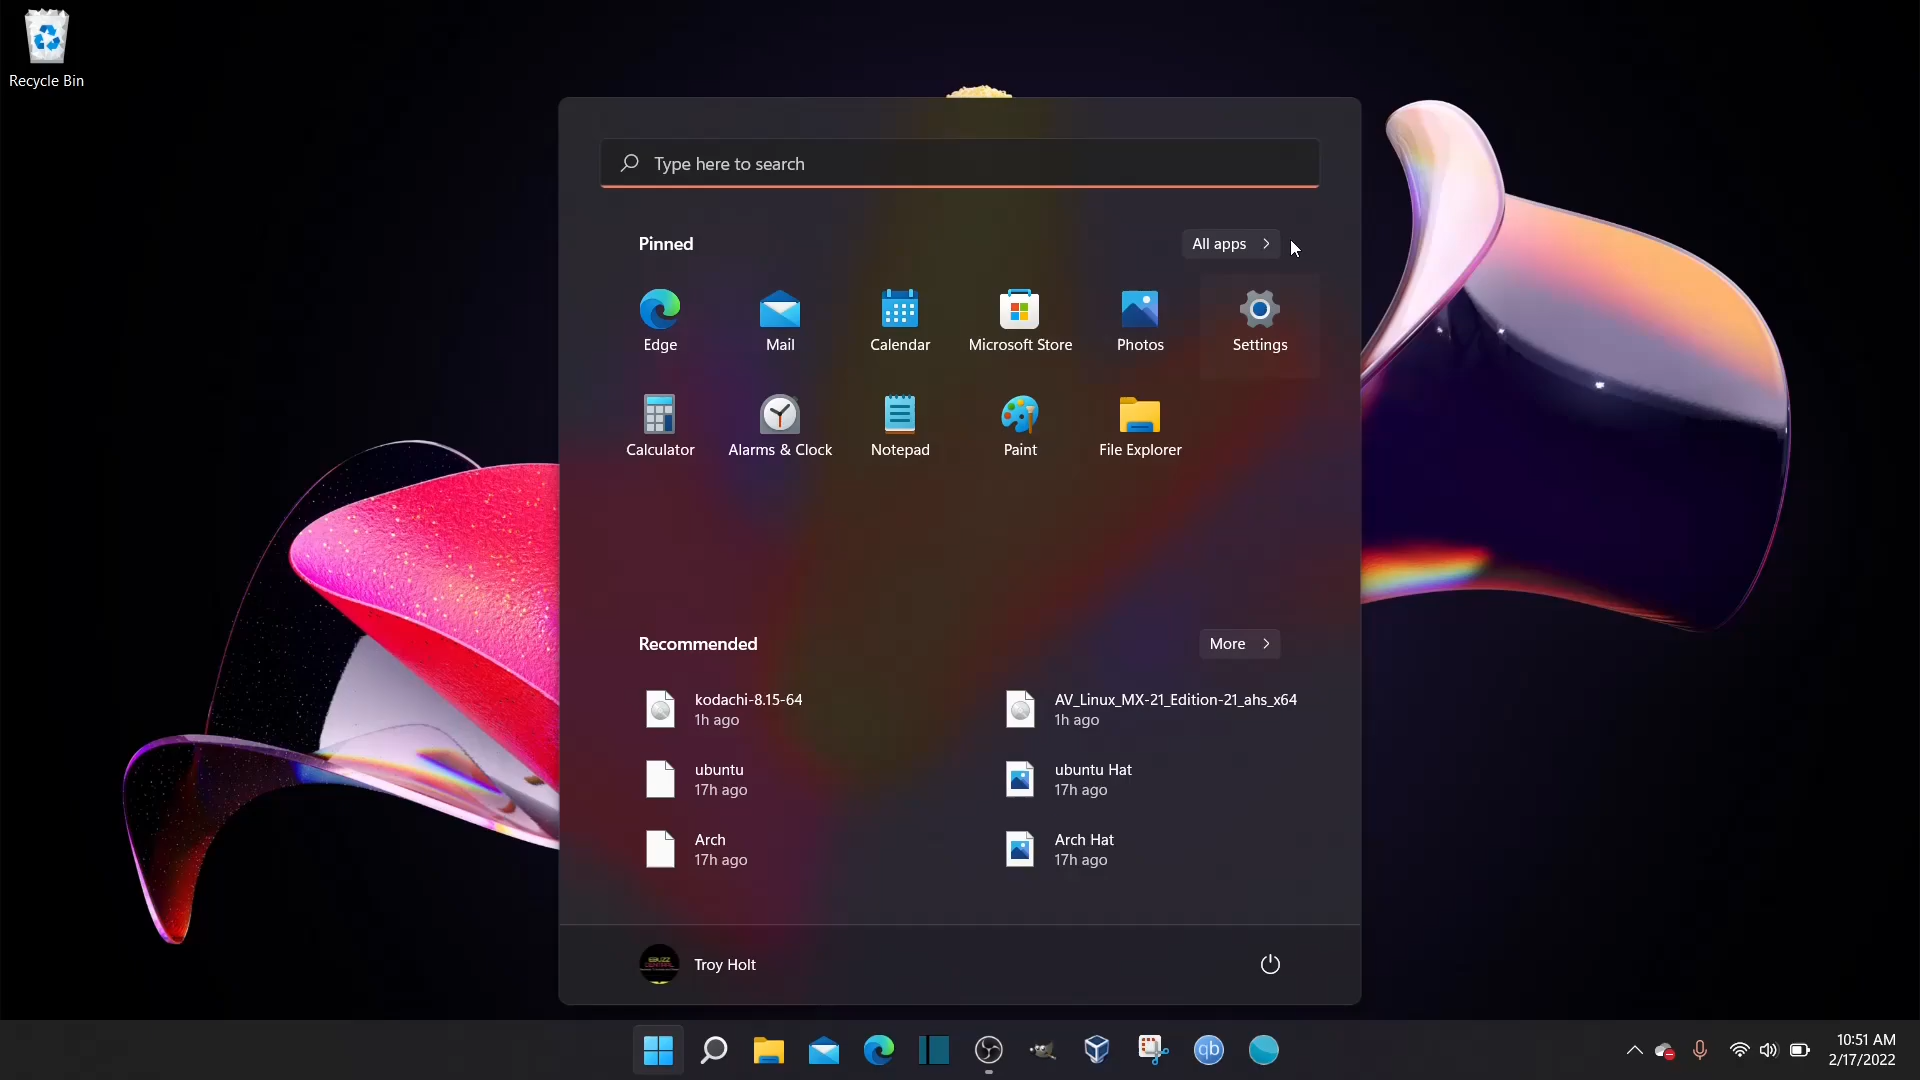 Recycle Bin
Type here to search
Pinned
All apps
Edge
Mail
Calendar
Microsoft Store
Photos
Settings
Calculator
Alarms & Clock
Notepad
Paint
File Explorer
Recommended
More
kodachi-8.15-64
1h ago
AV_Linux_MX-21_Edition-21_ahs_x64
1h ago
ubuntu
17h ago
ubuntu Hat
17h ago
Arch
17h ago
Arch Hat
17h ago
EBUZZ
CENTRAL
Troy Holt
qb
10:51 AM
2/17/2022